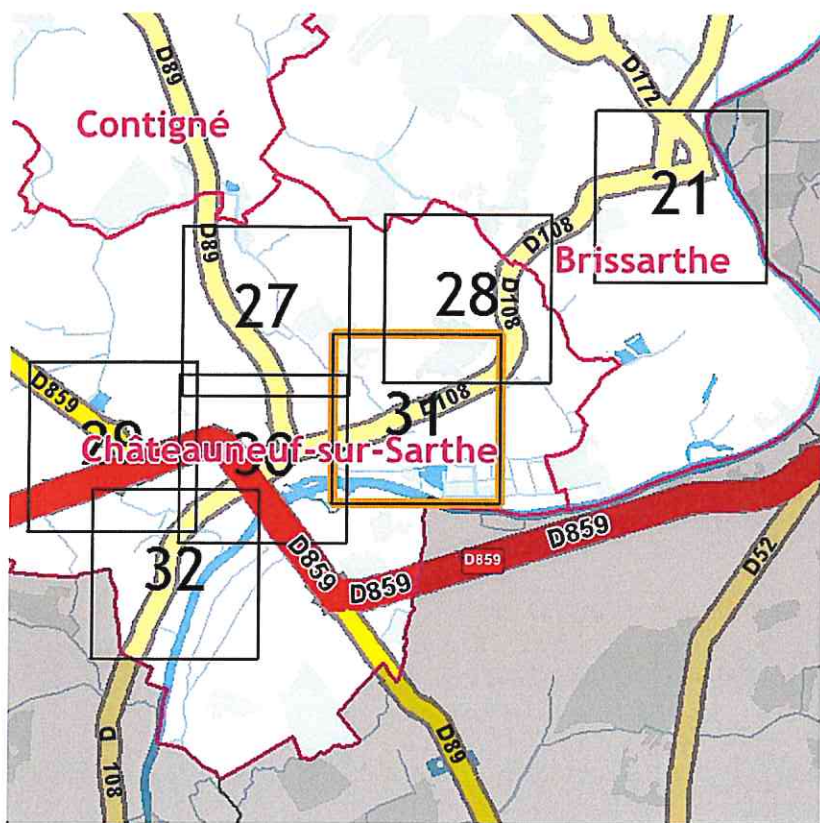 D89
D172
Contigné
21
D108
D89
Brissarthe
27
28
D108
D859
31
D108
29
Châteauneuf-sur-Sarthe
30
D859
D859
D859
D52
32
D859
D89
D 108